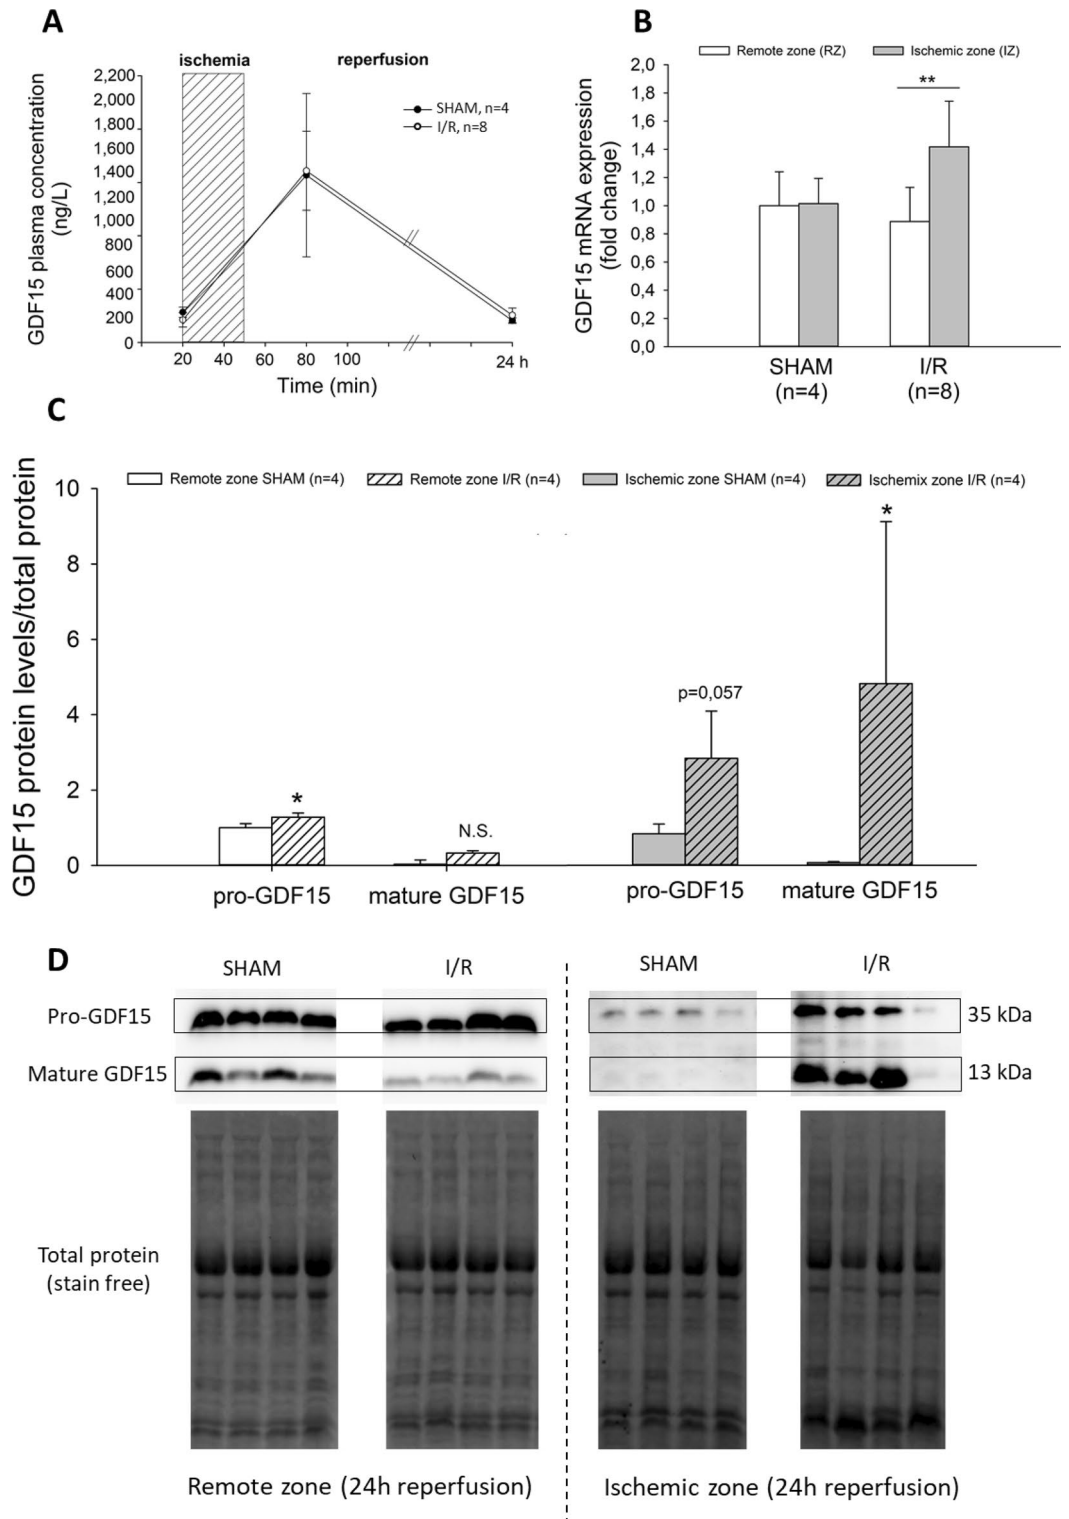 A
ischemia
reperfusion
GDF15 plasma concentration
(ng/L)
2,200
2,000
1,800
1,600
1,400
1,200
1,000
800
600
400
200
0
SHAM, n=4
I/R, n=8
20
40
60
80
100
24 h
Time (min)
B
Remote zone (RZ)
Ischemic zone (IZ)
GDF15 mRNA expression
(fold change)
2,0
1,8
1,6
1,4
1,2
1,0
0,8
0,6
0,4
0,2
0,0
**
SHAM
(n=4)
I/R
(n=8)
C
Remote zone SHAM (n=4)
Remote zone I/R (n=4)
Ischemic zone SHAM (n=4)
Ischemix zone I/R (n=4)
GDF15 protein levels/total protein
10
8
6
4
2
0
*
N.S.
p=0,057
*
pro-GDF15
mature GDF15
pro-GDF15
mature GDF15
D
SHAM
I/R
SHAM
I/R
Pro-GDF15
35 kDa
Mature GDF15
13 kDa
Total protein
(stain free)
Remote zone (24h reperfusion)
Ischemic zone (24h reperfusion)